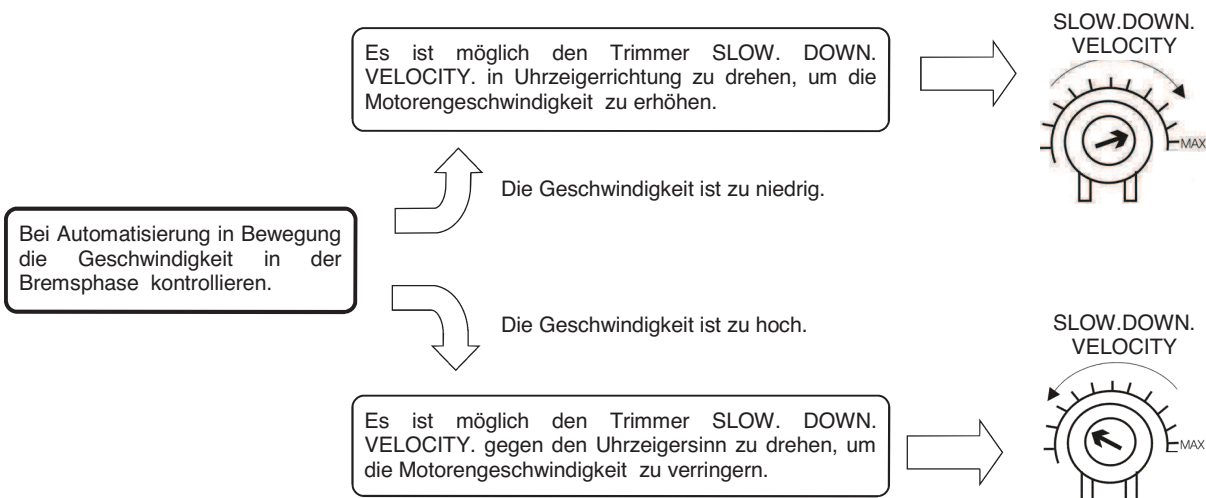 SLOW.DOWN.
VELOCITY
Es ist möglich den Trimmer SLOW. DOWN.
VELOCITY. in Uhrzeigerrichtung zu drehen, um die
Motorengeschwindigkeit zu erhöhen.
MAX
Die Geschwindigkeit ist zu niedrig.
Bei Automatisierung in Bewegung
die Geschwindigkeit in der
Bremsphase kontrollieren.
Die Geschwindigkeit ist zu hoch.
SLOW.DOWN.
VELOCITY
Es ist möglich den Trimmer SLOW. DOWN.
VELOCITY. gegen den Uhrzeigersinn zu drehen, um
die Motorengeschwindigkeit zu verringern.
MAX